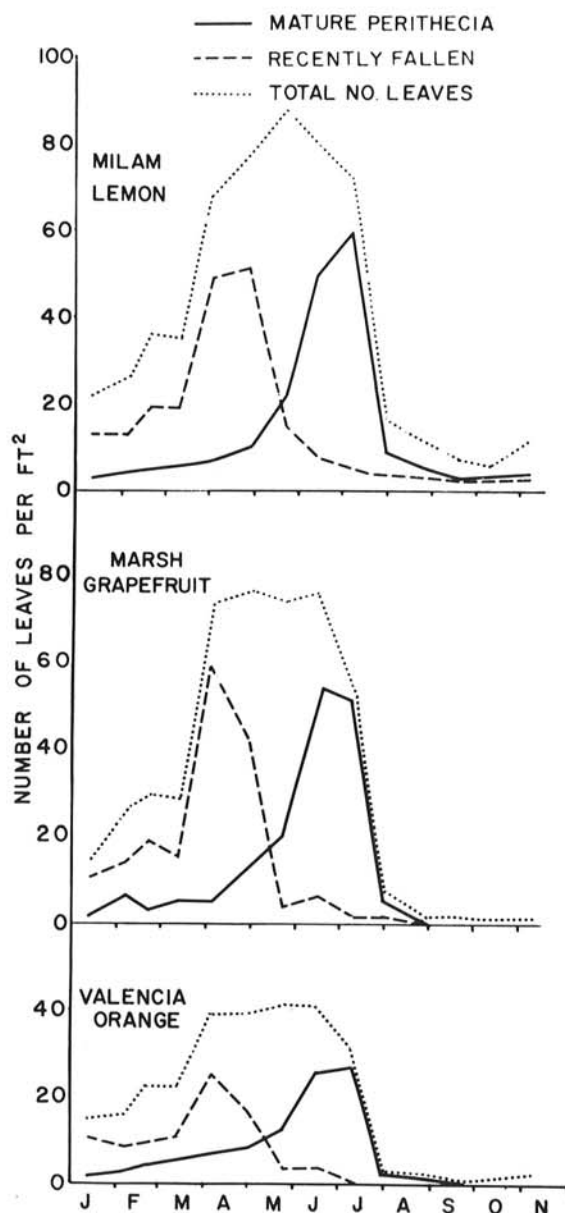 MATURE PERITHECIA
RECENTLY FALLEN
TOTAL NO. LEAVES
NUMBER OF LEAVES PER FT²
100
80
60
40
20
0
MILAM
LEMON
80
60
40
20
0
MARSH
GRAPEFRUIT
40
20
0
VALENCIA
ORANGE
J F M A M J J A S O N